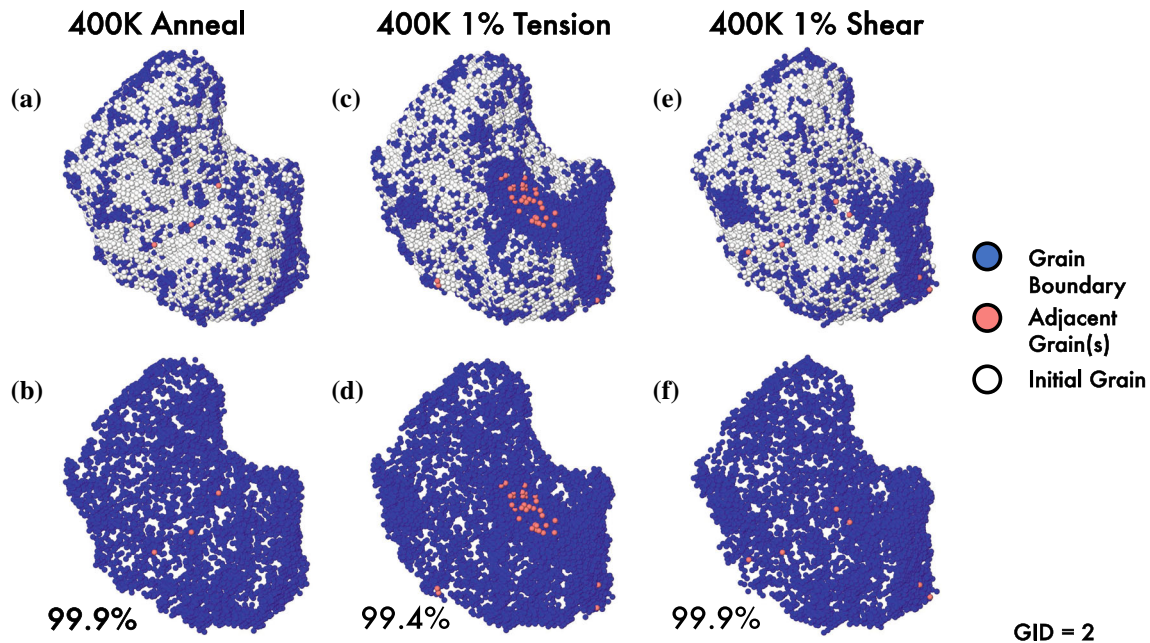 400K Anneal
400K 1% Tension
400K 1% Shear
(a)
(c)
(e)
Grain
Boundary
Adjacent
Grain(s)
Initial Grain
(b)
(d)
(f)
99.9%
99.4%
99.9%
GID = 2